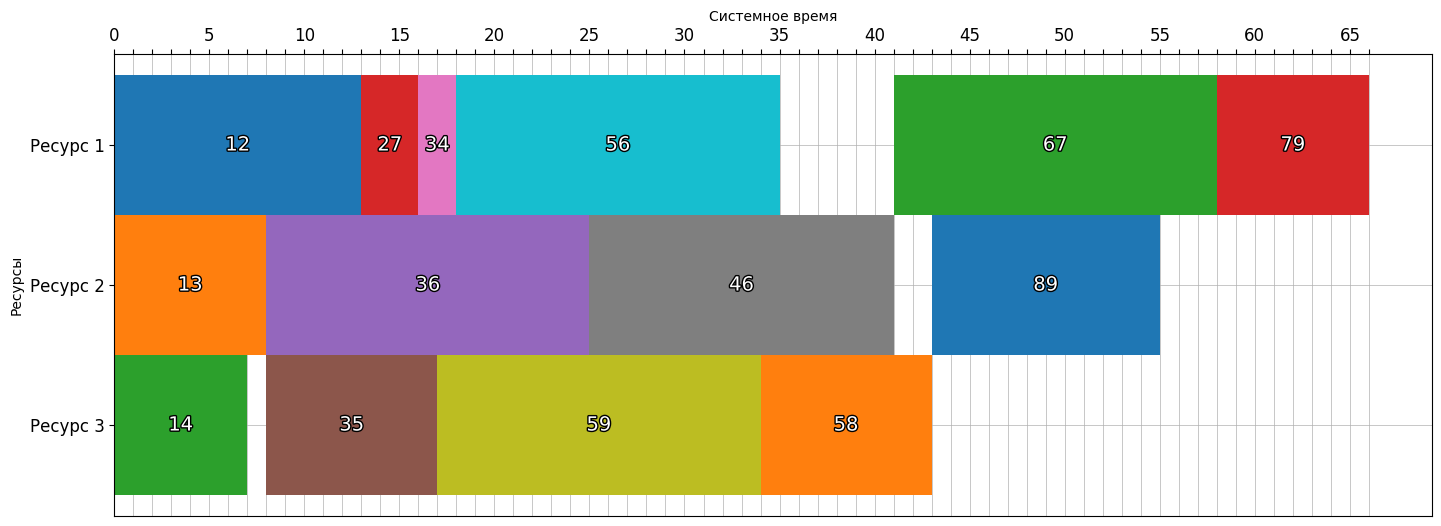 Системное время
0 5 10 15 20 25 30 35 40 45 50 55 60 65
Ресурсы
Ресурс 1 12 27 34 56 67 79
Ресурс 2 13 36 46 89
Ресурс 3 14 35 59 58